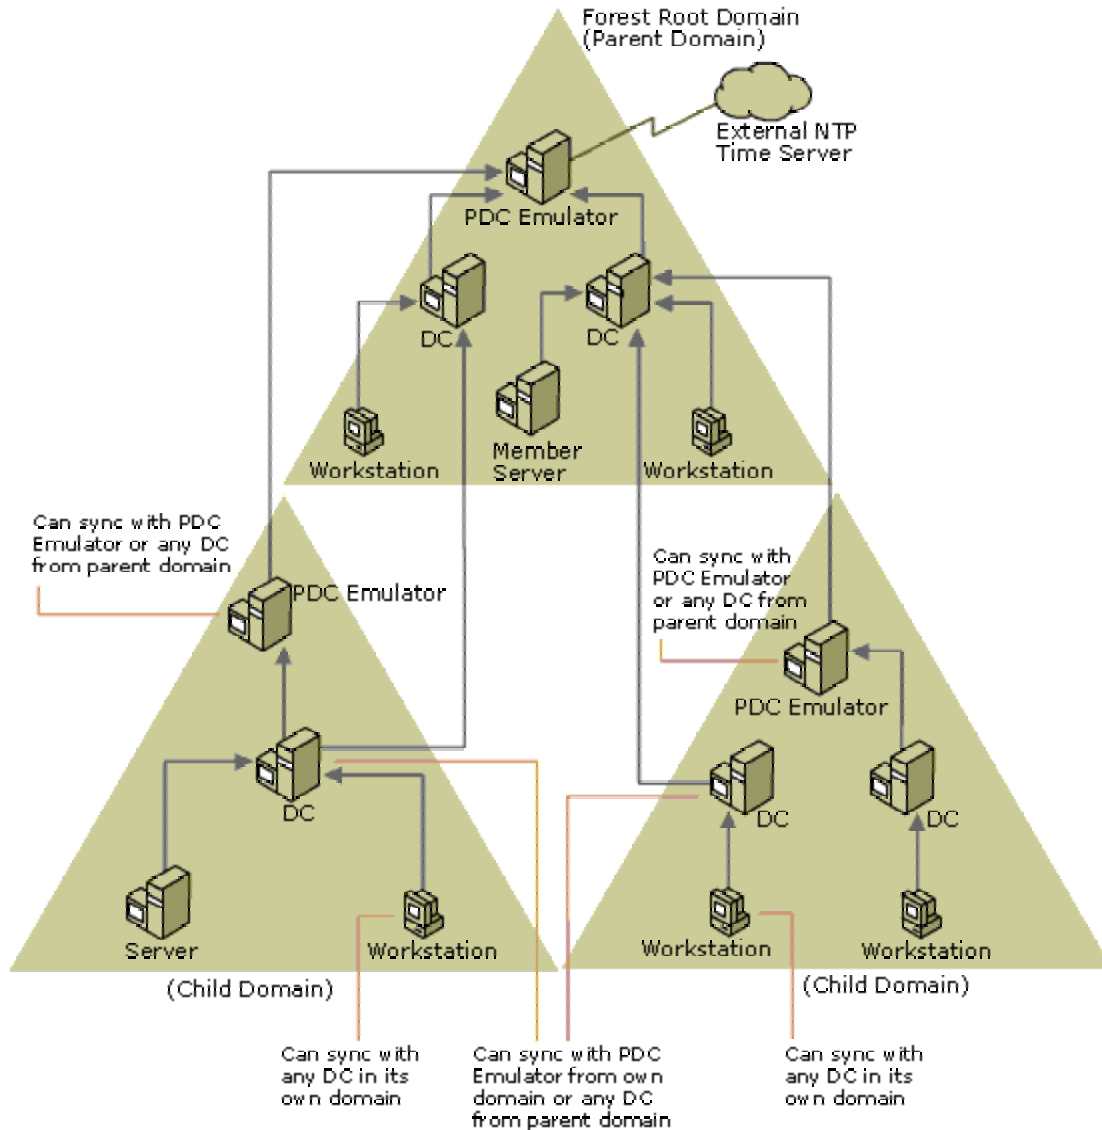 Forest Root Domain
(Parent Domain)
External NTP
Time Server
PDC Emulator
DC
DC
Member
Server
Workstation
Workstation
Can sync with PDC
Emulator or any DC
from parent domain
PDC Emulator
Can sync with
PDC Emulator
or any DC from
parent domain
PDC Emulator
DC
DC
DC
Server
Workstation
Workstation
Workstation
(Child Domain)
(Child Domain)
Can sync with
any DC in its
own domain
Can sync with PDC
Emulator from own
domain or any DC
from parent domain
Can sync with
any DC in its
own domain